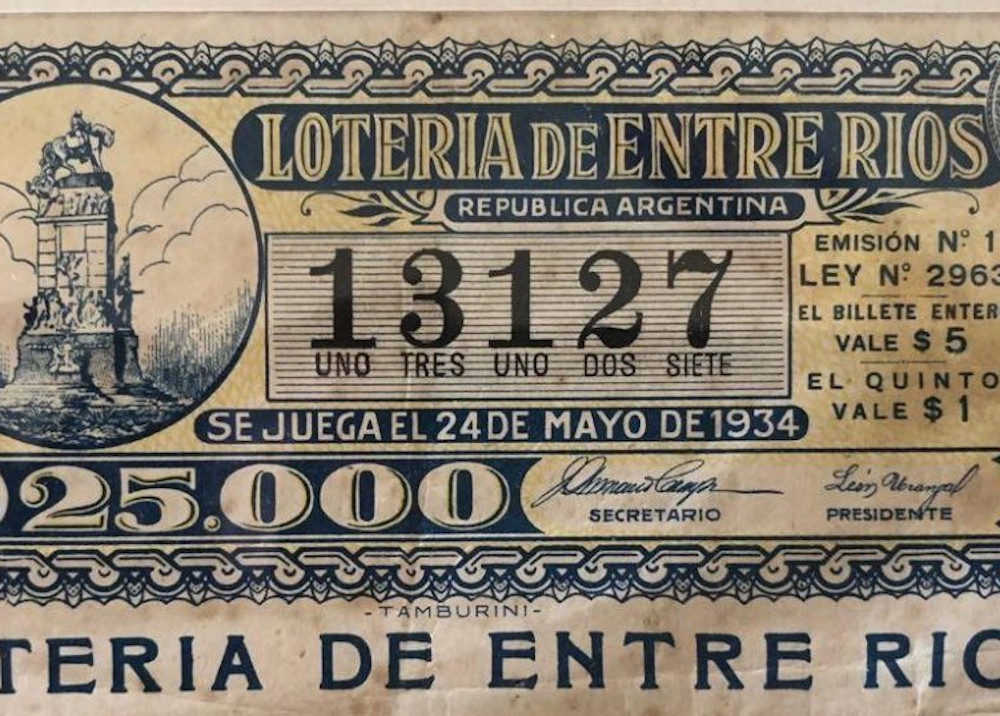 LOTERIA DE ENTRE RIOS
REPUBLICA ARGENTINA
13127
UNO TRES UNO DOS SIETE
EMISIÓN Nº 1
LEY Nº 2963
EL BILLETE ENTER
VALE $ 5
EL QUINTO
VALE $ 1
SE JUEGA EL 24 DE MAYO DE 1934
25.000
SECRETARIO
PRESIDENTE
-TAMBURINI-
TERIA DE ENTRE RIO